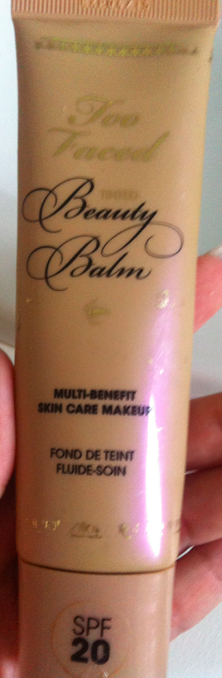 Too
Faced
TINTED
Beauty
Balm
MULTI-BENEFIT
SKIN CARE MAKEUP
FOND DE TEINT
FLUIDE-SOIN
SPF
20